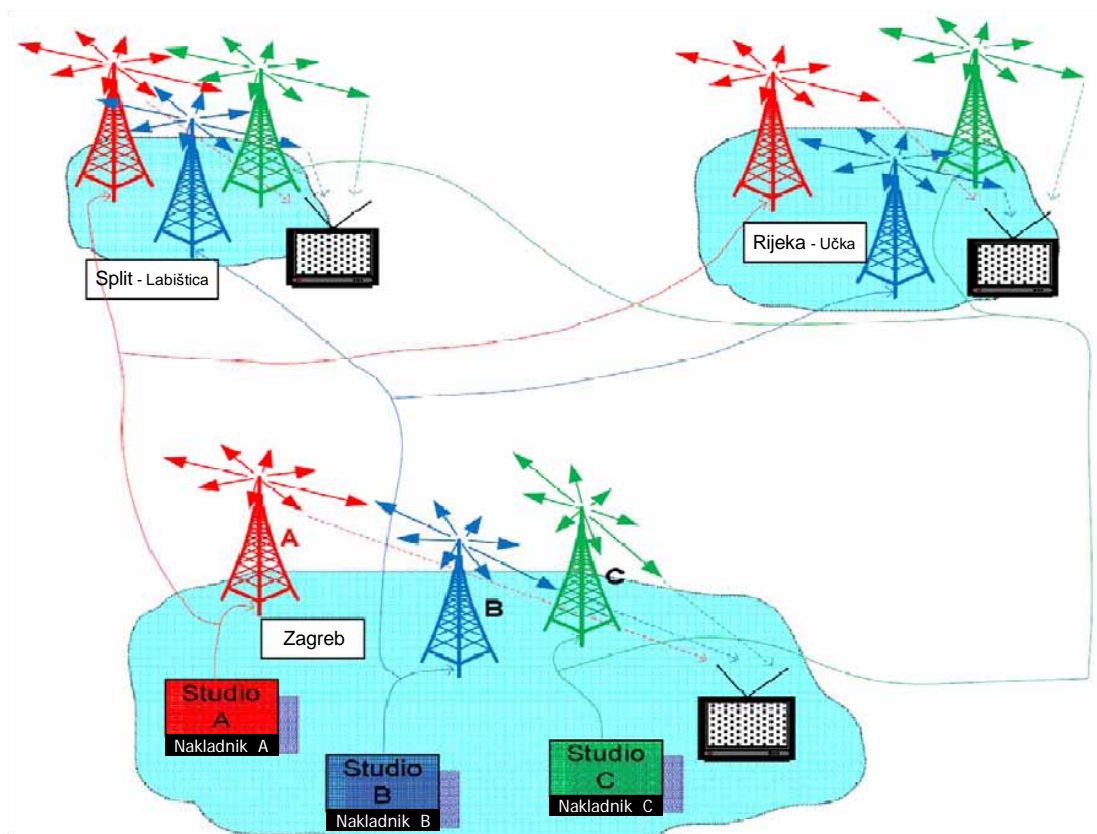 Split - Labištica
Rijeka - Učka
A
B
C
Zagreb
Studio
A
Nakladnik A
Studio
B
Nakladnik B
Studio
C
Nakladnik C